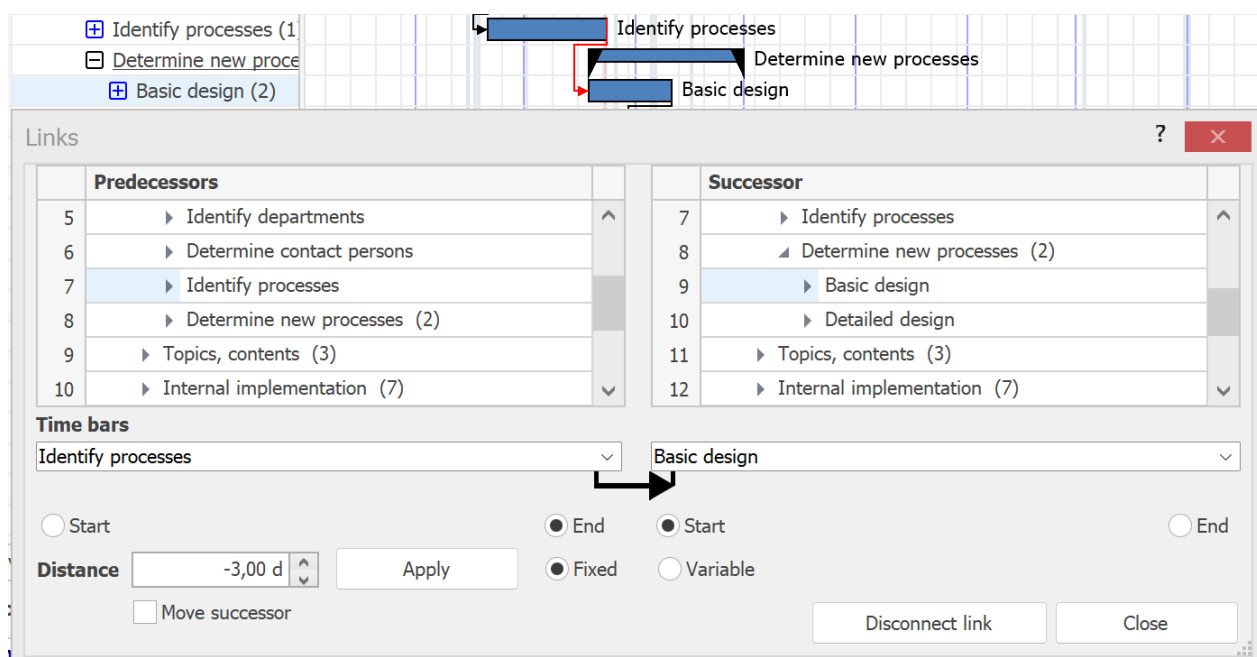 Identify processes (1
Identify processes
Determine new proce
Determine new processes
Basic design (2)
Basic design
Links
?
Predecessors
Successor
5 Identify departments
7 Identify processes
6 Determine contact persons
8 Determine new processes (2)
7 Identify processes
9 Basic design
8 Determine new processes (2)
10 Detailed design
9 Topics, contents (3)
11 Topics, contents (3)
10 Internal implementation (7)
12 Internal implementation (7)
Time bars
Identify processes
Basic design
Start
End
Start
End
Distance
-3,00 d
Apply
Fixed
Variable
Move successor
Disconnect link
Close